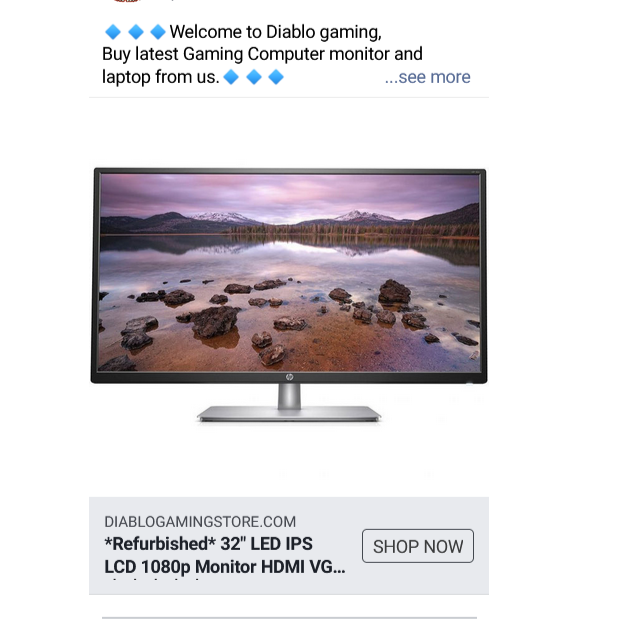 🔷🔷🔷Welcome to Diablo gaming,
Buy latest Gaming Computer monitor and
laptop from us.🔷🔷🔷 ...see more
hp
DIABLOGAMINGSTORE.COM
*Refurbished* 32" LED IPS
LCD 1080p Monitor HDMI VG...
SHOP NOW